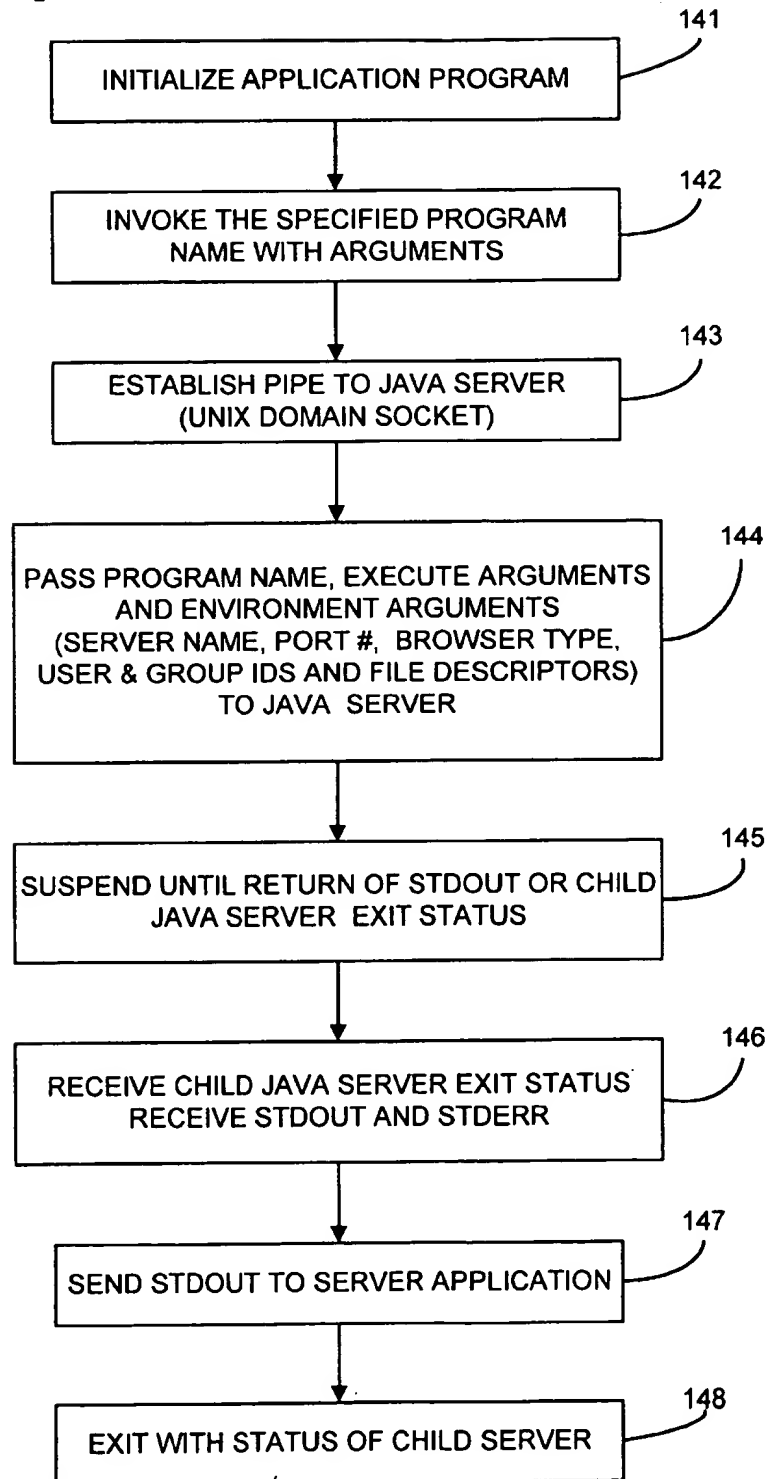 141
INITIALIZE APPLICATION PROGRAM
142
INVOKE THE SPECIFIED PROGRAM
NAME WITH ARGUMENTS
143
ESTABLISH PIPE TO JAVA SERVER
(UNIX DOMAIN SOCKET)
144
PASS PROGRAM NAME, EXECUTE ARGUMENTS
AND ENVIRONMENT ARGUMENTS
(SERVER NAME, PORT #, BROWSER TYPE,
USER & GROUP IDS AND FILE DESCRIPTORS)
TO JAVA SERVER
145
SUSPEND UNTIL RETURN OF STDOUT OR CHILD
JAVA SERVER EXIT STATUS
146
RECEIVE CHILD JAVA SERVER EXIT STATUS
RECEIVE STDOUT AND STDERR
147
SEND STDOUT TO SERVER APPLICATION
148
EXIT WITH STATUS OF CHILD SERVER